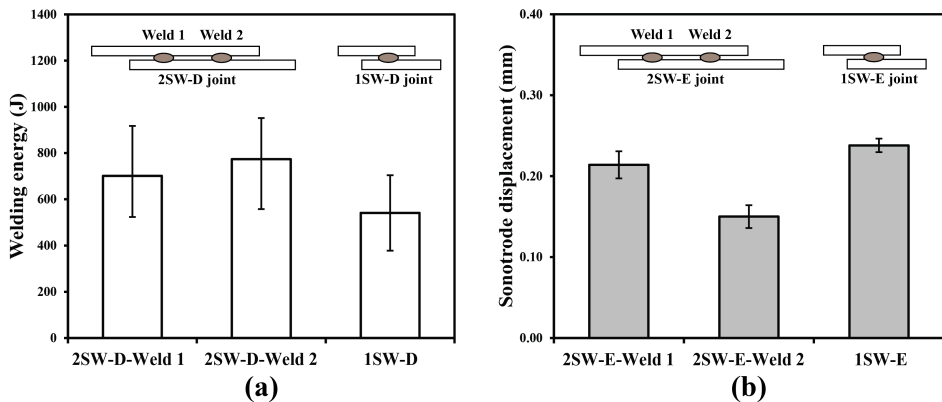 Welding energy (J)
1400
1200
1000
800
600
400
200
0
Weld 1 Weld 2
2SW-D joint
1SW-D joint
2SW-D-Weld 1
2SW-D-Weld 2
1SW-D
(a)
Sonotrode displacement (mm)
0.40
0.30
0.20
0.10
0.00
Weld 1 Weld 2
2SW-E joint
1SW-E joint
2SW-E-Weld 1
2SW-E-Weld 2
1SW-E
(b)